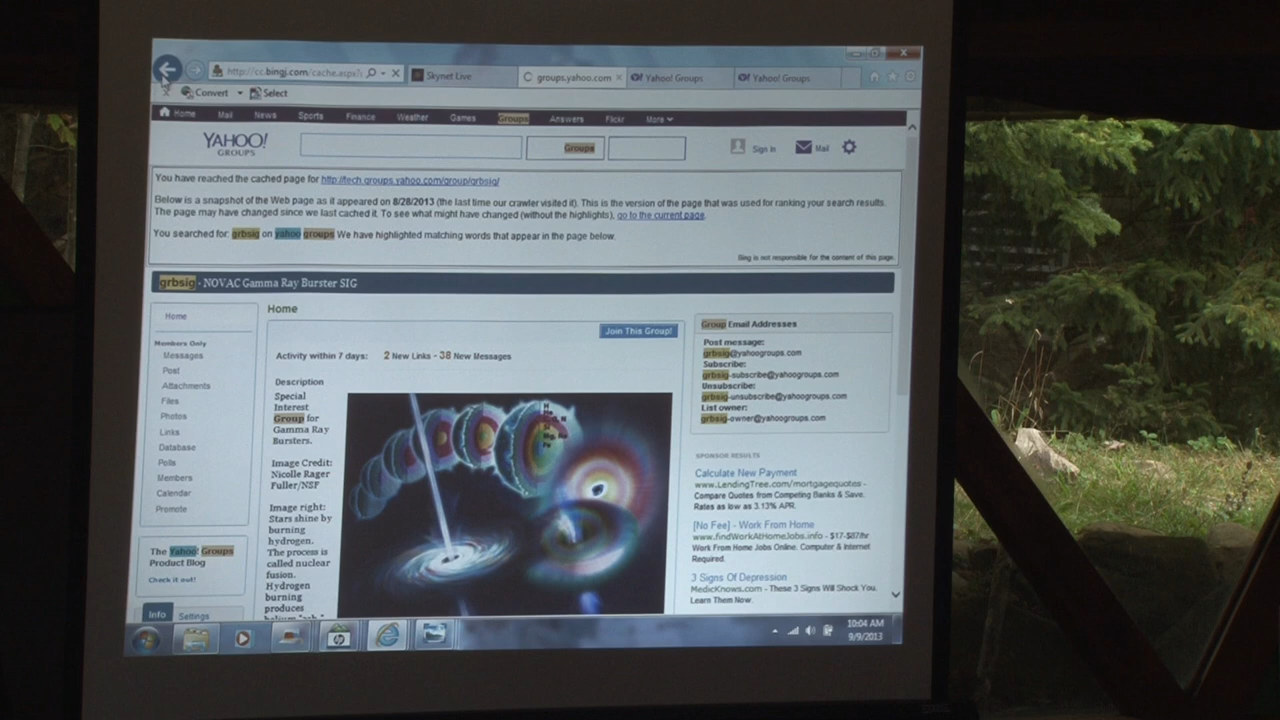 http://cc.bingj.com/cache.aspx?
Skynet Live
groups.yahoo.com
Yahoo! Groups
Yahoo! Groups
Convert
Select
Home Mail News Sports Finance Weather Games Groups Answers Flickr More
YAHOO!
GROUPS
Groups
Sign In
Mail
You have reached the cached page for http://tech.groups.yahoo.com/group/grbsig/
Below is a snapshot of the Web page as it appeared on 8/28/2013 (the last time our crawler visited it). This is the version of the page that was used for ranking your search results.
The page may have changed since we last cached it. To see what might have changed (without the highlights), go to the current page.
You searched for: grbsig on yahoo groups We have highlighted matching words that appear in the page below.
Bing is not responsible for the content of this page.
grbsig - NOVAC Gamma Ray Burster SIG
Home
Members Only
Messages
Post
Attachments
Files
Photos
Links
Database
Polls
Members
Calendar
Promote
The Yahoo! Groups
Product Blog
Check it out!
Info
Settings
Home
Join This Group!
Activity within 7 days: 2 New Links - 38 New Messages
Description
Special
Interest
Group for
Gamma Ray
Bursters.
Image Credit:
Nicolle Rager
Fuller/NSF
Image right:
Stars shine by
burning
hydrogen.
The process is
called nuclear
fusion.
Hydrogen
burning
produces
helium "ash."
Group Email Addresses
Post message:
grbsig@yahoogroups.com
Subscribe:
grbsig-subscribe@yahoogroups.com
Unsubscribe:
grbsig-unsubscribe@yahoogroups.com
List owner:
grbsig-owner@yahoogroups.com
SPONSOR RESULTS
Calculate New Payment
www.LendingTree.com/mortgagequotes -
Compare Quotes from Competing Banks & Save.
Rates as low as 3.13% APR.
[No Fee] - Work From Home
www.findWorkAtHomeJobs.info - $17-$87/hr
Work From Home Jobs Online. Computer & Internet
Required.
3 Signs Of Depression
MedicKnows.com - These 3 Signs Will Shock You.
Learn Them Now.
hp
10:04 AM
9/9/2013